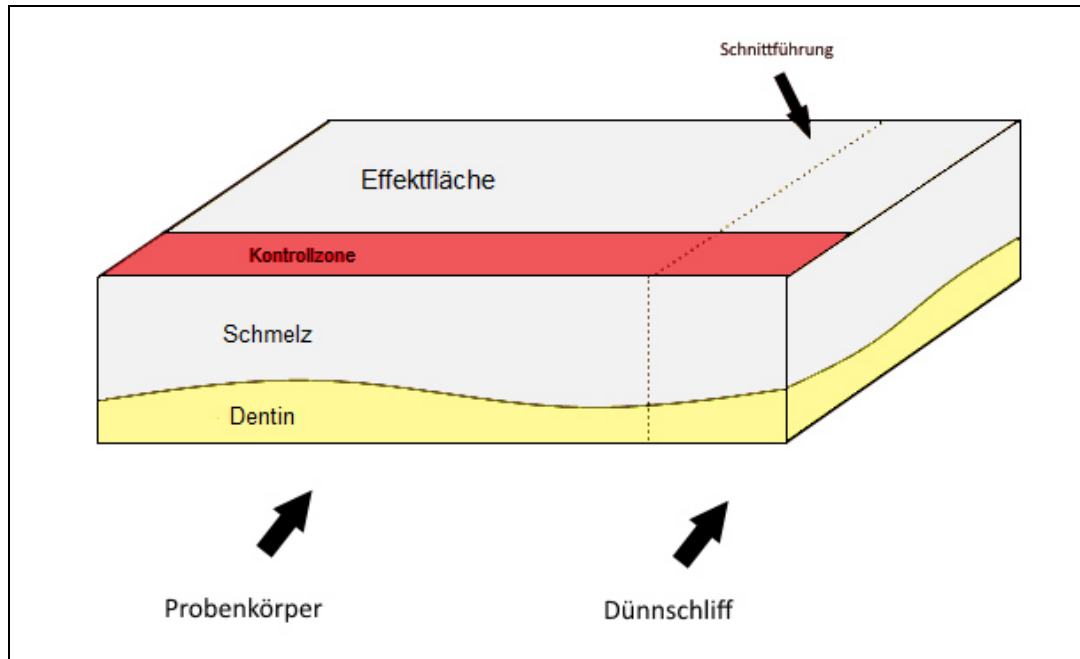 Schnittführung
Effektfläche
Kontrollzone
Schmelz
Dentin
Probenkörper
Dünnschliff